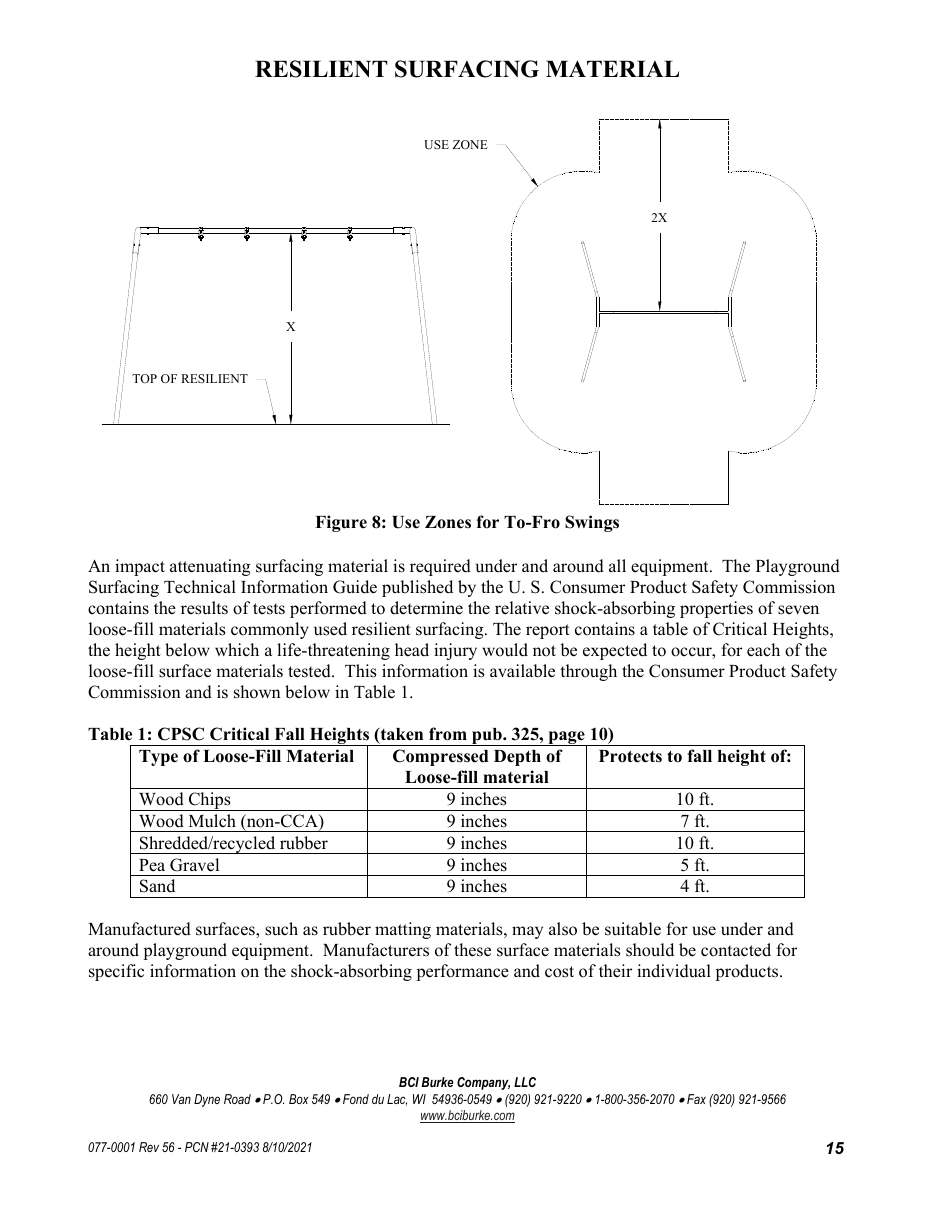 RESILIENT SURFACING MATERIAL
USE ZONE
2X
X
TOP OF RESILIENT
Figure 8: Use Zones for To-Fro Swings
An impact attenuating surfacing material is required under and around all equipment. The Playground
Surfacing Technical Information Guide published by the U. S. Consumer Product Safety Commission
contains the results of tests performed to determine the relative shock-absorbing properties of seven
loose-fill materials commonly used resilient surfacing. The report contains a table of Critical Heights,
the height below which a life-threatening head injury would not be expected to occur, for each of the
loose-fill surface materials tested. This information is available through the Consumer Product Safety
Commission and is shown below in Table 1.
Table 1: CPSC Critical Fall Heights (taken from pub. 325, page 10)
Type of Loose-Fill Material Compressed Depth of Protects to fall height of:
Loose-fill material
Wood Chips 9 inches 10 ft.
Wood Mulch (non-CCA) 9 inches 7 ft.
Shredded/recycled rubber 9 inches 10 ft.
Pea Gravel 9 inches 5 ft.
Sand 9 inches 4 ft.
Manufactured surfaces, such as rubber matting materials, may also be suitable for use under and
around playground equipment. Manufacturers of these surface materials should be contacted for
specific information on the shock-absorbing performance and cost of their individual products.
BCI Burke Company, LLC
660 Van Dyne Road • P.O. Box 549 • Fond du Lac, WI 54936-0549 • (920) 921-9220 • 1-800-356-2070 • Fax (920) 921-9566
www.bciburke.com
077-0001 Rev 56 - PCN #21-0393 8/10/2021 15